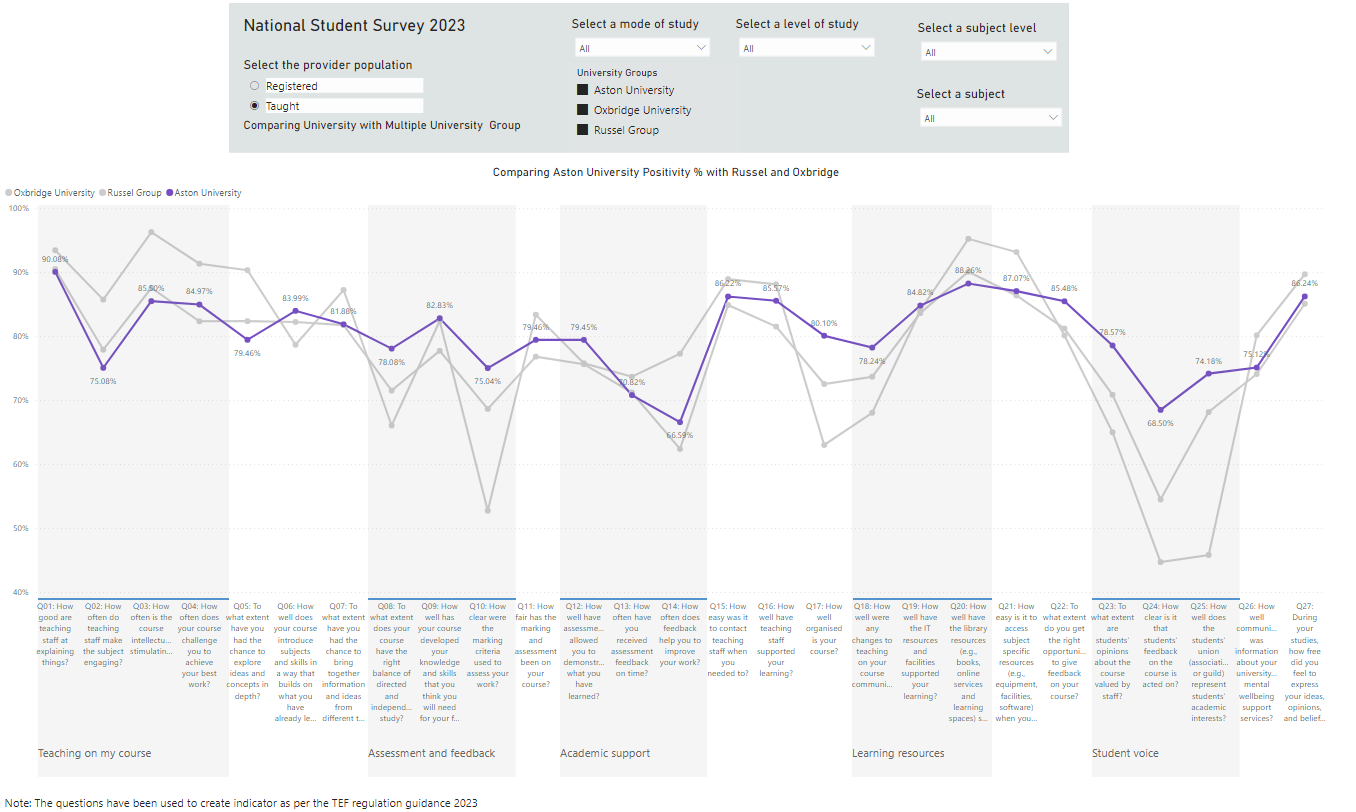 National Student Survey 2023
Select a mode of study
Select a level of study
Select a subject level
All
All
All
Select the provider population
Registered
Taught
University Groups
Aston University
Oxbridge University
Russel Group
Select a subject
All
Comparing University with Multiple University Group
Comparing Aston University Positivity % with Russel and Oxbridge
Oxbridge University Russel Group Aston University
100%
90%
80%
70%
60%
50%
40%
90.08%
75.08%
85.50%
84.97%
79.46%
83.99%
81.88%
78.08%
82.83%
75.04%
79.46%
79.45%
70.82%
66.59%
86.22%
85.57%
80.10%
78.24%
84.82%
88.26%
87.07%
85.48%
78.57%
68.50%
74.18%
75.12%
86.24%
Q01: How
good are
teaching
staff at
explaining
things?
Q02: How
often do
teaching
staff make
the subject
engaging?
Q03: How
often is the
course
intellectu...
stimulatin...
Q04: How
often does
your course
challenge
you to
achieve
your best
work?
Q05: To
what extent
have you
had the
chance to
explore
ideas and
concepts in
depth?
Q06: How
well does
your course
introduce
subjects
and skills in
a way that
builds on
what you
have
already le...
Q07: To
what extent
have you
had the
chance to
bring
together
information
and ideas
from
different t...
Q08: To
what extent
does your
course
have the
right
balance of
directed
and
independ...
study?
Q09: How
well has
your course
developed
your
knowledge
and skills
that you
think you
will need
for your f...
Q10: How
clear were
the
marking
criteria
used to
assess your
work?
Q11: How
fair has the
marking
and
assessment
been on
your
course?
Q12: How
well have
assessme...
allowed
you to
demonstr...
what you
have
learned?
Q13: How
often have
you
received
assessment
feedback
on time?
Q14: How
often does
feedback
help you to
improve
your work?
Q15: How
easy was it
to contact
teaching
staff when
you
needed to?
Q16: How
well have
teaching
staff
supported
your
learning?
Q17: How
well
organised
is your
course?
Q18: How
well were
any
changes to
teaching
on your
course
communi...
Q19: How
well have
the IT
resources
and
facilities
supported
your
learning?
Q20: How
well have
the library
resources
(e.g.,
books,
online
services
and
learning
spaces) s...
Q21: How
easy is it to
access
subject
specific
resources
(e.g.,
equipment,
facilities,
software)
when you...
Q22: To
what extent
do you get
the right
opportuni...
to give
feedback
on your
course?
Q23: To
what extent
are
students'
opinions
about the
course
valued by
staff?
Q24: How
clear is it
that
students'
feedback
on the
course is
acted on?
Q25: How
well does
the
students'
union
(associati...
or guild)
represent
students'
academic
interests?
Q26: How
well
communi...
was
information
about your
university...
mental
wellbeing
support
services?
Q27:
During
your
studies,
how free
did you
feel to
express
your ideas,
opinions,
and belief...
Teaching on my course
Assessment and feedback
Academic support
Learning resources
Student voice
Note: The questions have been used to create indicator as per the TEF regulation guidance 2023